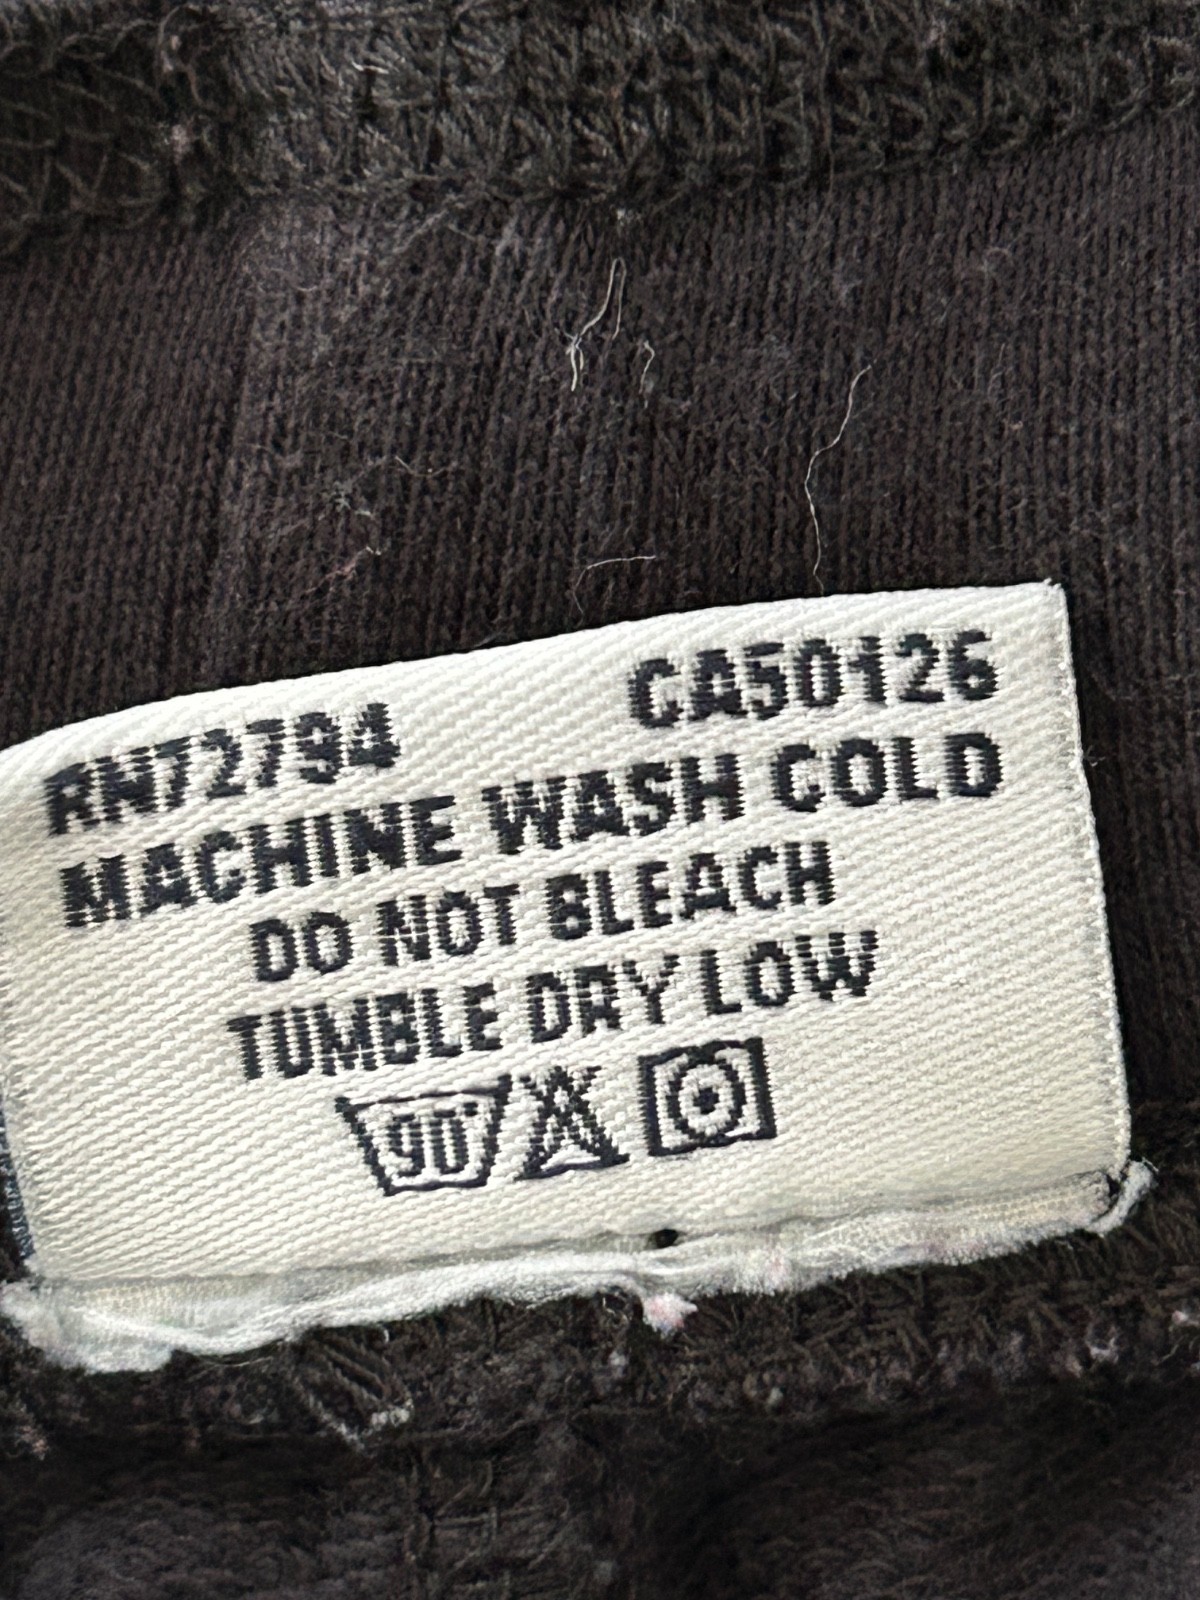 RN72794 CA50126
MACHINE WASH COLD
DO NOT BLEACH
TUMBLE DRY LOW
90°